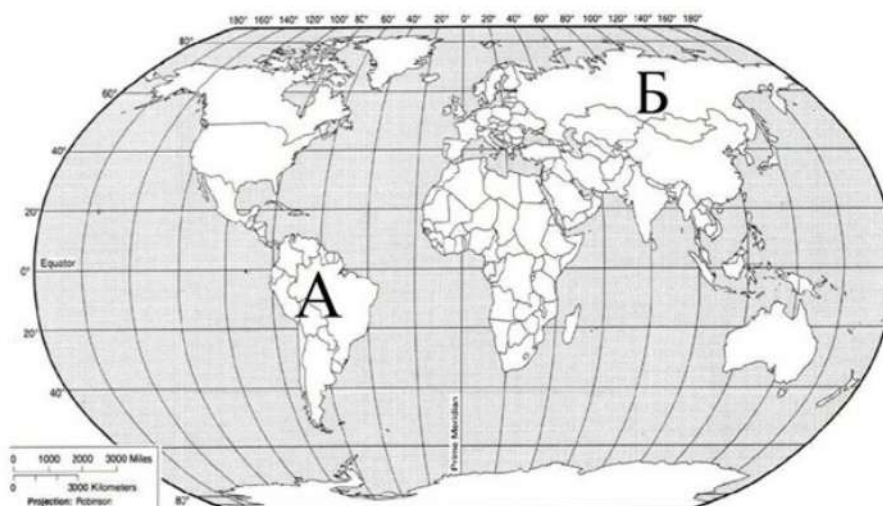 180° 160° 140° 120° 100° 80° 60° 40° 20° 0° 20° 40° 60° 80° 100° 120° 140° 160° 180°
80°
60°
Б
40°
20°
Equator
0°
А
20°
40°
Prime Meridian
0 1000 2000 3000 Miles
0 3000 Kilometers
Projection: Robinson
80°